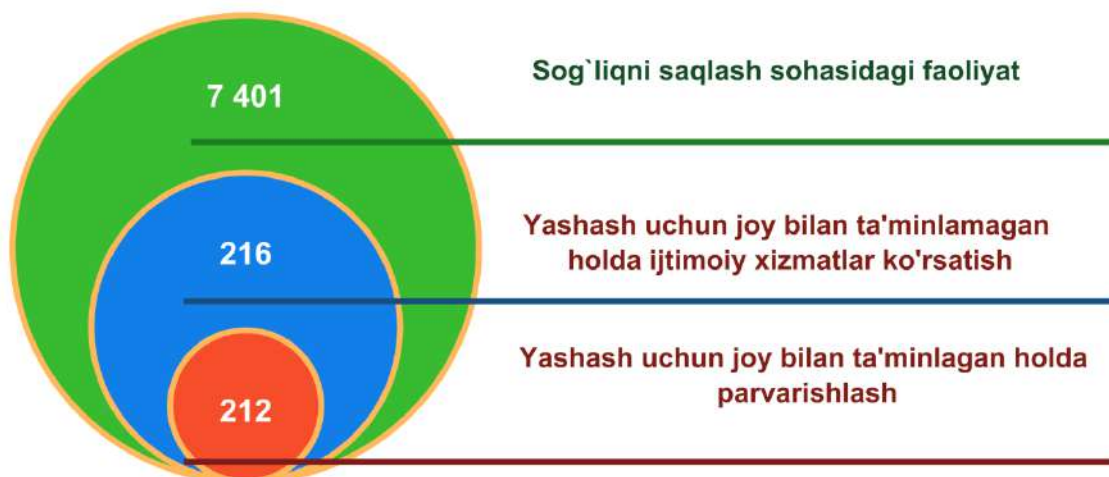 7 401
Sog`liqni saqlash sohasidagi faoliyat
216
Yashash uchun joy bilan ta'minlamagan
holda ijtimoiy xizmatlar ko'rsatish
212
Yashash uchun joy bilan ta'minlagan holda
parvarishlash